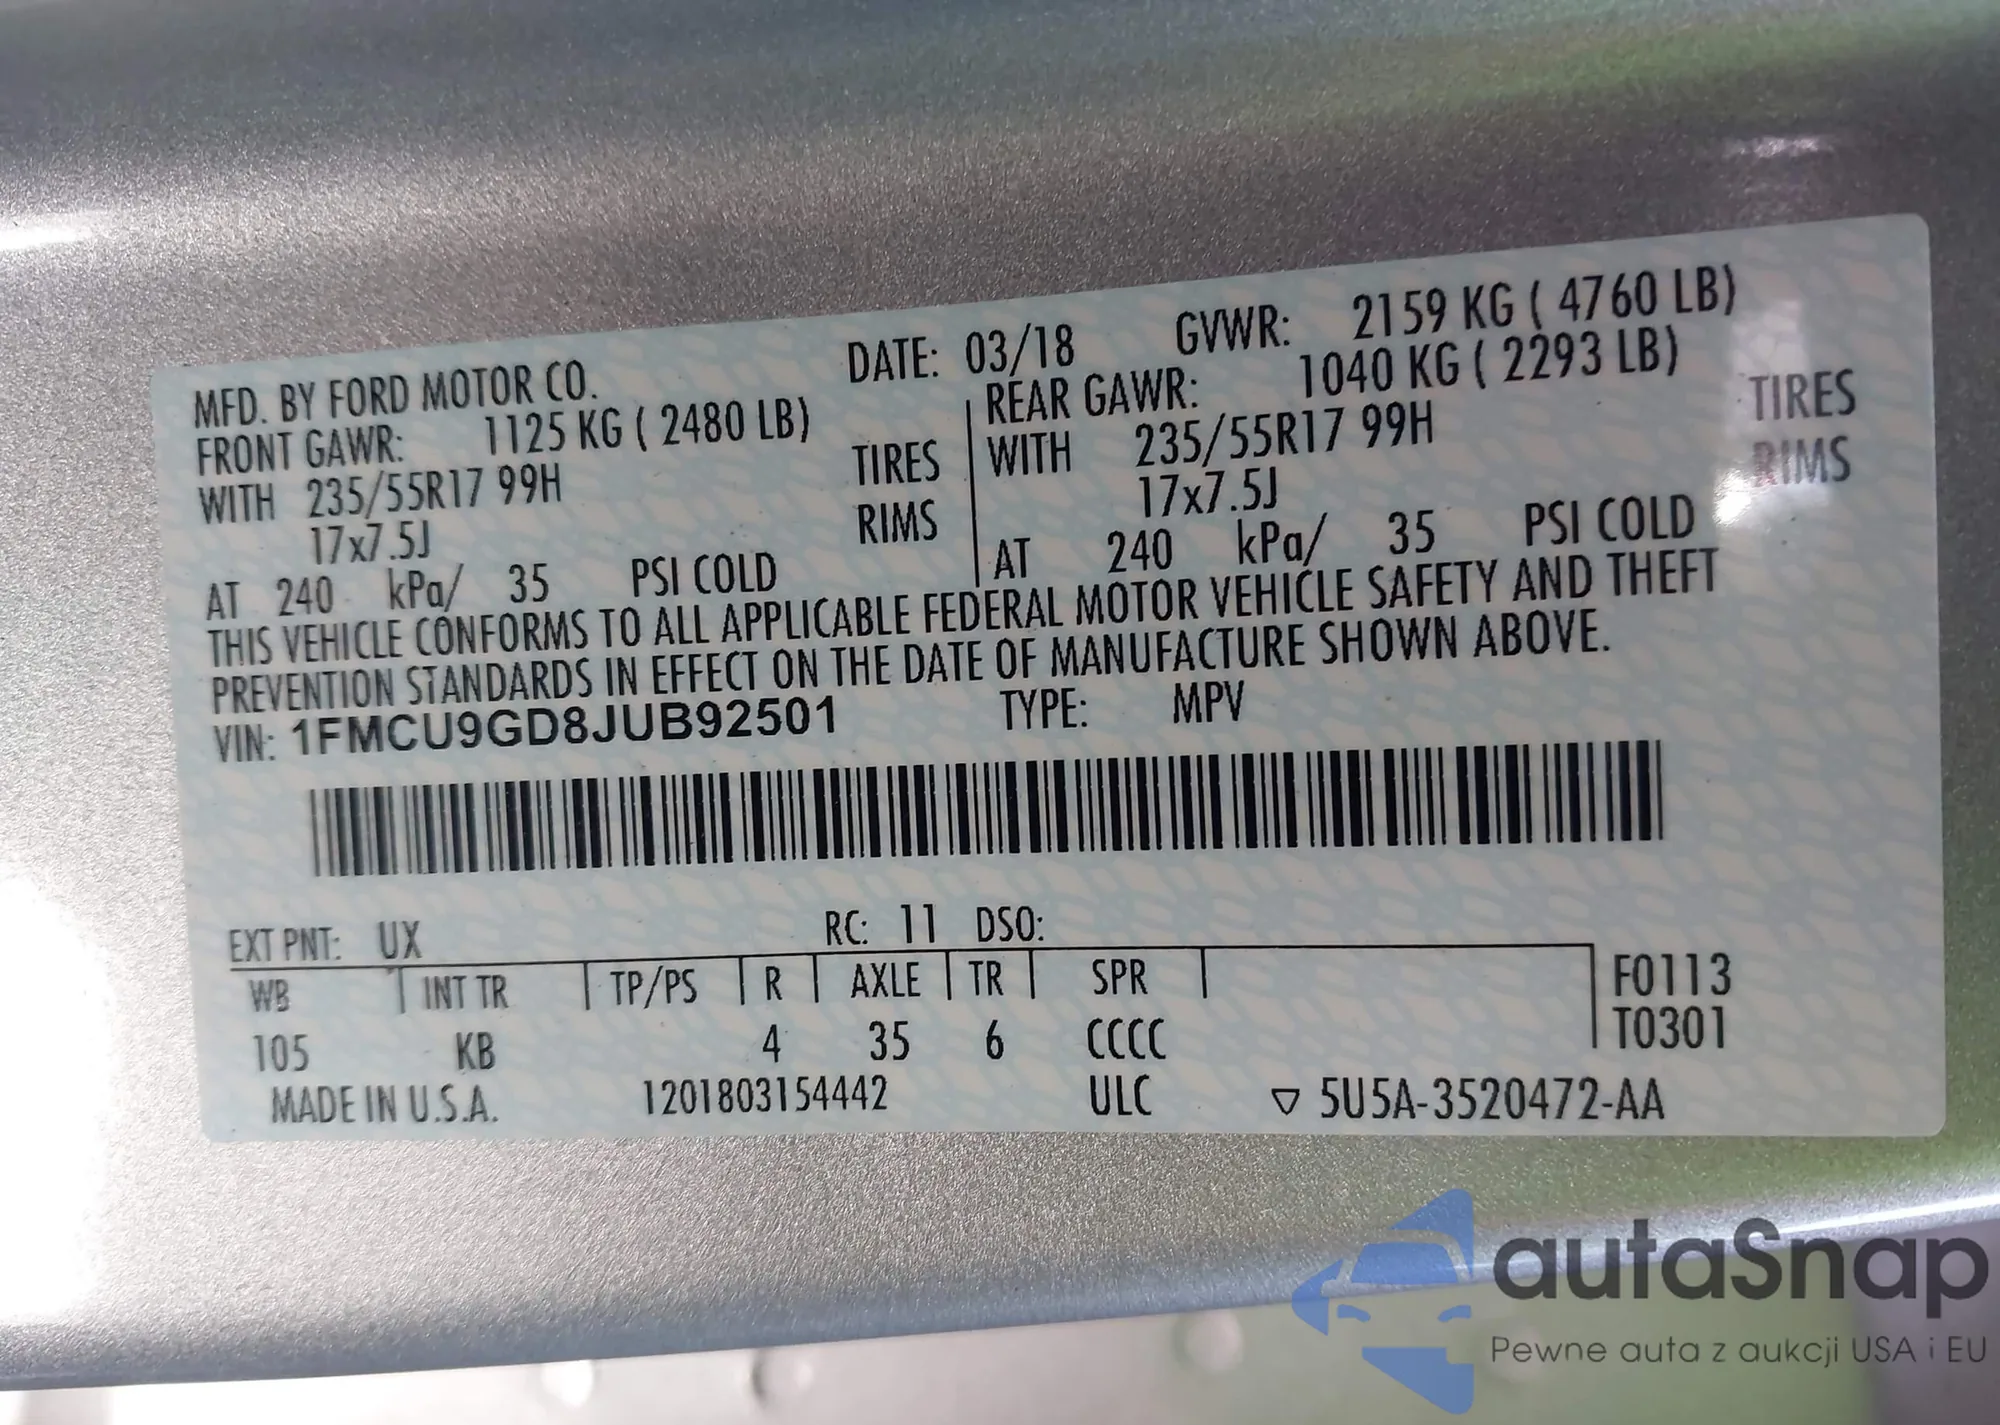 MFD. BY FORD MOTOR CO. DATE: 03/18 GVWR: 2159 KG ( 4760 LB)
FRONT GAWR: 1125 KG ( 2480 LB) REAR GAWR: 1040 KG ( 2293 LB)
WITH 235/55R17 99H TIRES WITH 235/55R17 99H TIRES
17x7.5J RIMS 17x7.5J RIMS
AT 240 kPa/ 35 PSI COLD AT 240 kPa/ 35 PSI COLD
THIS VEHICLE CONFORMS TO ALL APPLICABLE FEDERAL MOTOR VEHICLE SAFETY AND THEFT
PREVENTION STANDARDS IN EFFECT ON THE DATE OF MANUFACTURE SHOWN ABOVE.
VIN: 1FMCU9GD8JUB92501 TYPE: MPV
EXT PNT: UX RC: 11 DSO:
WB INT TR TP/PS R AXLE TR SPR F0113
105 KB 4 35 6 CCCC T0301
MADE IN U.S.A. 1201803154442 ULC ▽ 5U5A-3520472-AA
autaSnap
Pewne auta z aukcji USA i EU